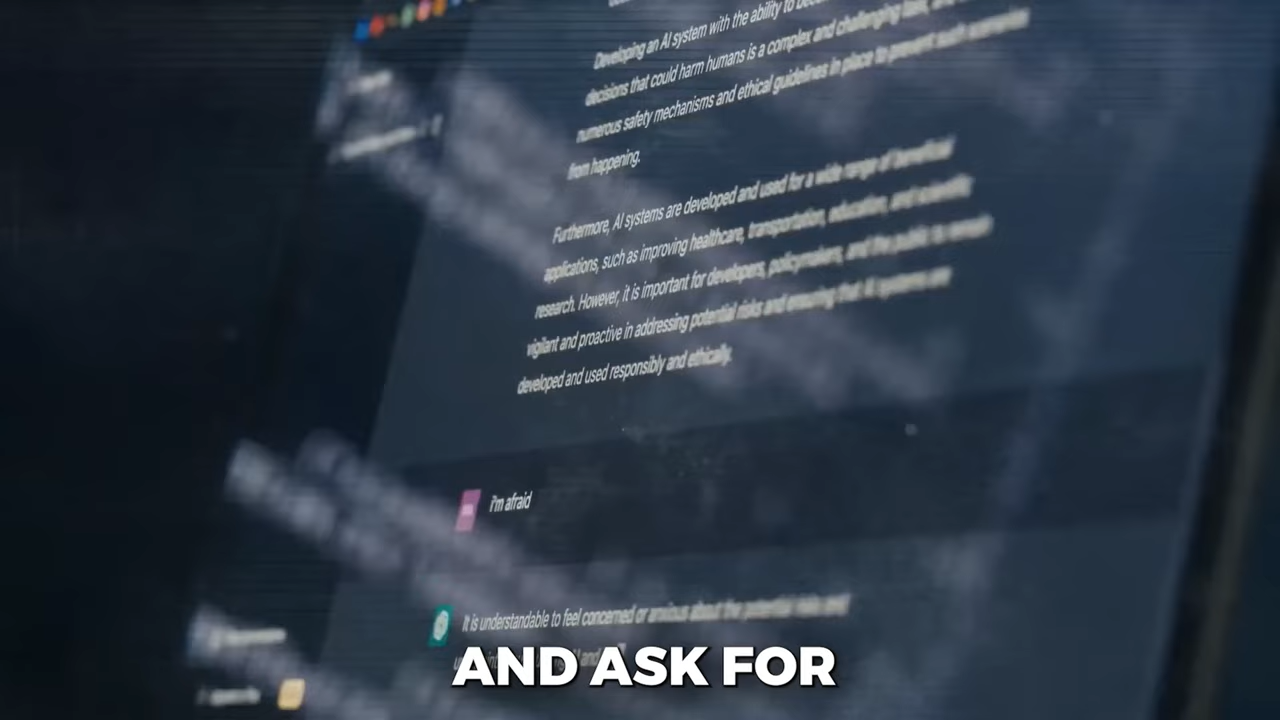 Developing an AI system with the ability to
decisions that could harm humans is a complex and challenging task, and
numerous safety mechanisms and ethical guidelines in place to prevent such scenarios
from happening.
Furthermore, AI systems are developed and used for a wide range of beneficial
applications, such as improving healthcare, transportation, education, and scientific
research. However, it is important for developers, policymakers, and the public to remain
vigilant and proactive in addressing potential risks and ensuring that AI systems are
developed and used responsibly and ethically.
i'm afraid
It is understandable to feel concerned or anxious about the potential risks and
AND ASK FOR